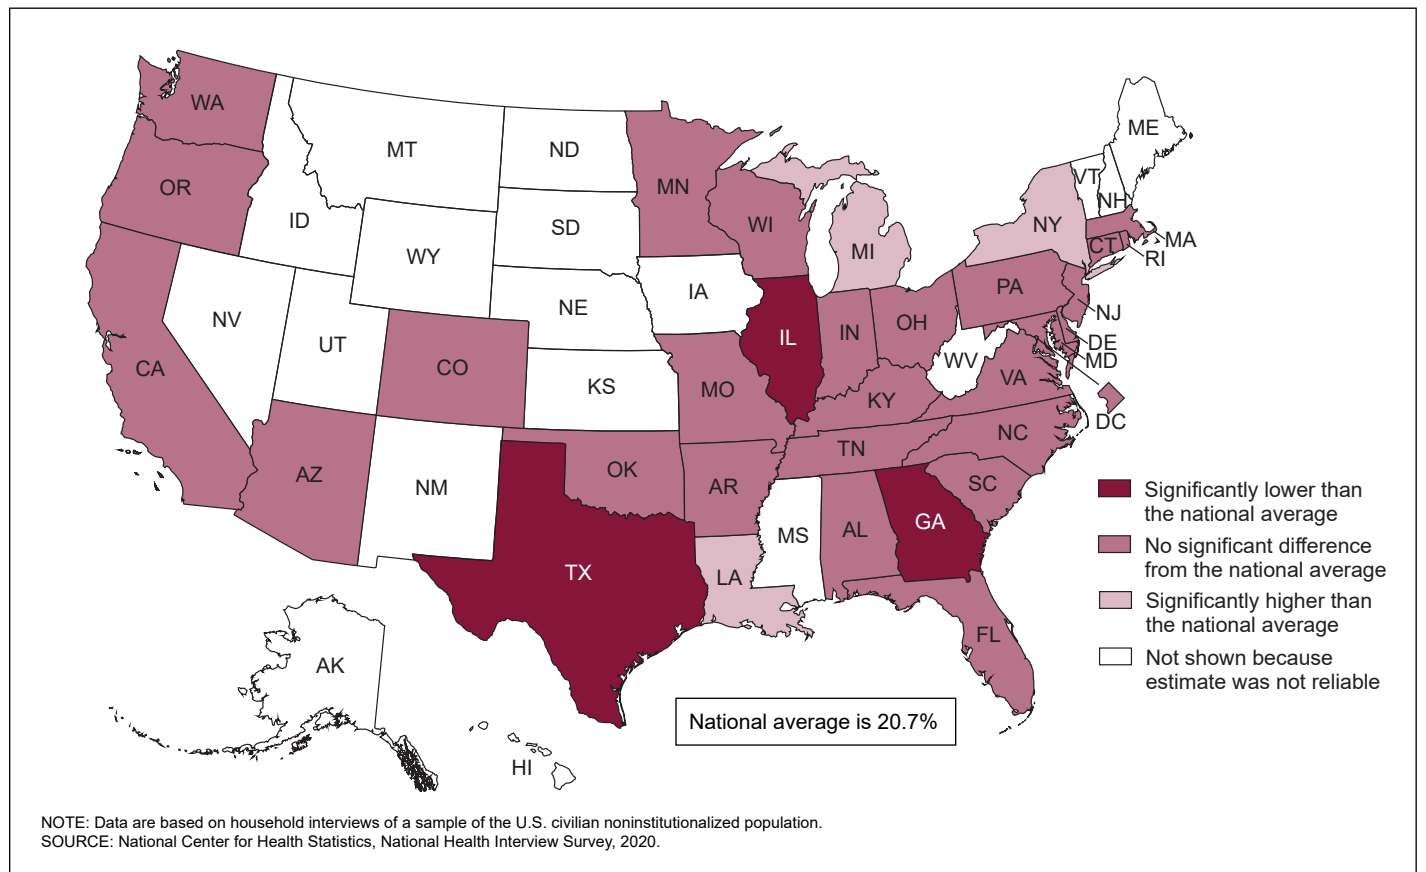 WA
MT
ND
MN
ME
OR
ID
SD
WI
VT
NH
NY
MA
WY
MI
CT
RI
IA
NE
PA
NV
UT
CO
IL
IN
OH
NJ
DE
MD
CA
KS
MO
WV
VA
KY
DC
AZ
NM
OK
TN
NC
AR
SC
MS
AL
GA
TX
LA
FL
AK
HI
Significantly lower than
the national average
No significant difference
from the national average
Significantly higher than
the national average
Not shown because
estimate was not reliable
National average is 20.7%
NOTE: Data are based on household interviews of a sample of the U.S. civilian noninstitutionalized population.
SOURCE: National Center for Health Statistics, National Health Interview Survey, 2020.